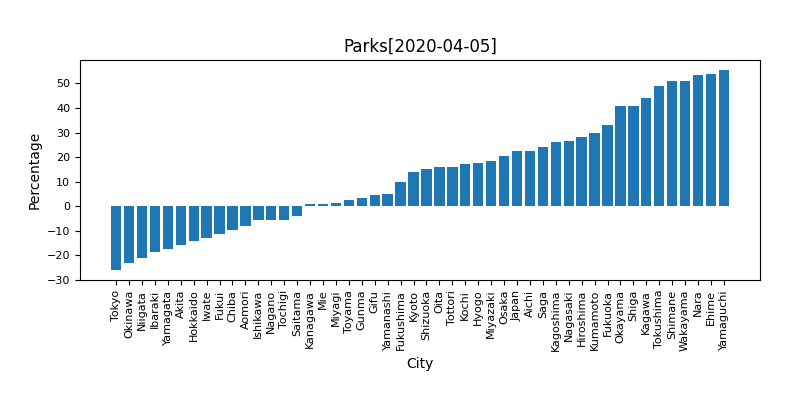 Parks[2020-04-05]
Percentage
50
40
30
20
10
0
−10
−20
−30
Tokyo
Okinawa
Niigata
Ibaraki
Yamagata
Akita
Hokkaido
Iwate
Fukui
Chiba
Aomori
Ishikawa
Nagano
Tochigi
Saitama
Kanagawa
Mie
Miyagi
Toyama
Gunma
Gifu
Yamanashi
Fukushima
Kyoto
Shizuoka
Oita
Tottori
Kochi
Hyogo
Miyazaki
Osaka
Japan
Aichi
Saga
Kagoshima
Nagasaki
Hiroshima
Kumamoto
Fukuoka
Okayama
Shiga
Kagawa
Tokushima
Shimane
Wakayama
Nara
Ehime
Yamaguchi
City